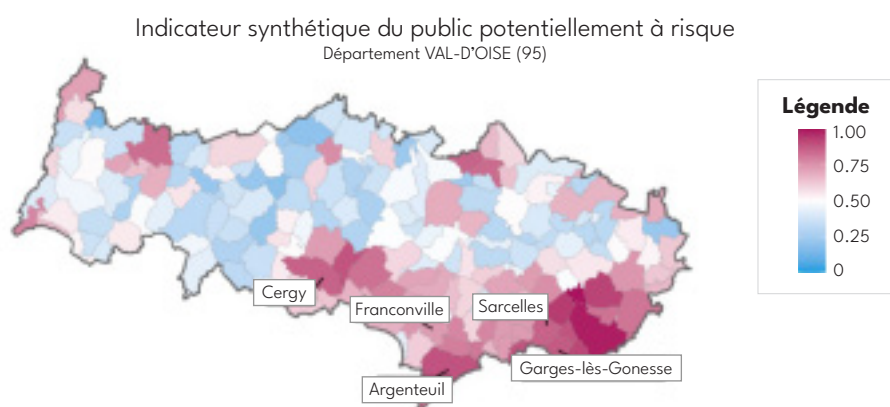 Indicateur synthétique du public potentiellement à risque
Département VAL-D'OISE (95)
Légende
1.00
0.75
0.50
0.25
0
Cergy
Franconville
Sarcelles
Garges-lès-Gonesse
Argenteuil